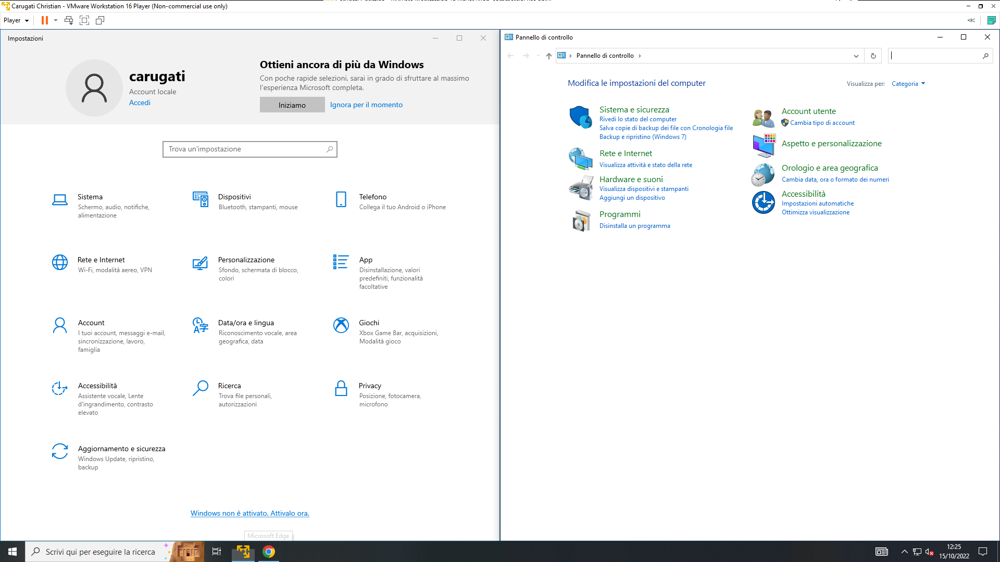 Carugati Christian - VMware Workstation 16 Player (Non-commercial use only)
Player
Impostazioni
carugati
Account locale
Accedi
Ottieni ancora di più da Windows
Con poche rapide selezioni, sarai in grado di sfruttare al massimo
l'esperienza Microsoft completa.
Iniziamo
Ignora per il momento
Trova un'impostazione
Sistema
Schermo, audio, notifiche,
alimentazione
Dispositivi
Bluetooth, stampanti, mouse
Telefono
Collega il tuo Android o iPhone
Rete e Internet
Wi-Fi, modalità aereo, VPN
Personalizzazione
Sfondo, schermata di blocco,
colori
App
Disinstallazione, valori
predefiniti, funzionalità
facoltative
Account
I tuoi account, messaggi e-mail,
sincronizzazione, lavoro,
famiglia
Data/ora e lingua
Riconoscimento vocale, area
geografica, data
Giochi
Xbox Game Bar, acquisizioni,
Modalità gioco
Accessibilità
Assistente vocale, Lente
d'ingrandimento, contrasto
elevato
Ricerca
Trova file personali,
autorizzazioni
Privacy
Posizione, fotocamera,
microfono
Aggiornamento e sicurezza
Windows Update, ripristino,
backup
Windows non è attivato. Attivalo ora.
Microsoft Edge
Pannello di controllo
Pannello di controllo
Modifica le impostazioni del computer
Visualizza per: Categoria
Sistema e sicurezza
Rivedi lo stato del computer
Salva copie di backup dei file con Cronologia file
Backup e ripristino (Windows 7)
Rete e Internet
Visualizza attività e stato della rete
Hardware e suoni
Visualizza dispositivi e stampanti
Aggiungi un dispositivo
Programmi
Disinstalla un programma
Account utente
Cambia tipo di account
Aspetto e personalizzazione
Orologio e area geografica
Cambia data, ora o formato dei numeri
Accessibilità
Impostazioni automatiche
Ottimizza visualizzazione
Scrivi qui per eseguire la ricerca
12:25
15/10/2022